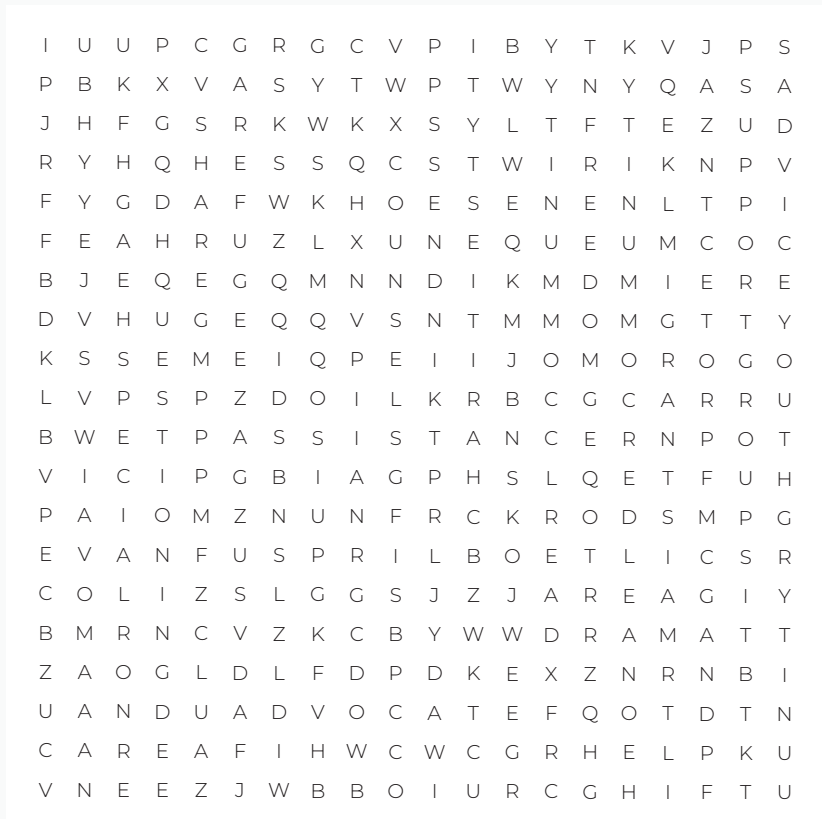 I U U P C G R G C V P I B Y T K V J P S
P B K X V A S Y T W P T W Y N Y Q A S A
J H F G S R K W K X S Y L T F T E Z U D
R Y H Q H E S S Q C S T W I R I K N P V
F Y G D A F W K H O E S E N E N L T P I
F E A H R U Z L X U N E Q U E U M C O C
B J E Q E G Q M N N D I K M D M I E R E
D V H U G E Q Q V S N T M M O M G T T Y
K S S E M E I Q P E I I J O M O R O G O
L V P S P Z D O I L K R B C G C A R R U
B W E T P A S S I S T A N C E R N P O T
V I C I P G B I A G P H S L Q E T F U H
P A I O M Z N U N F R C K R O D S M P G
E V A N F U S P R I L B O E T L I C S R
C O L I Z S L G G S J Z J A R E A G I Y
B M R N C V Z K C B Y W W D R A M A T T
Z A O G L D L F D P D K E X Z N R N B I
U A N D U A D V O C A T E F Q O T D T N
C A R E A F I H W C W C G R H E L P K U
V N E E Z J W B B O I U R C G H I F T U